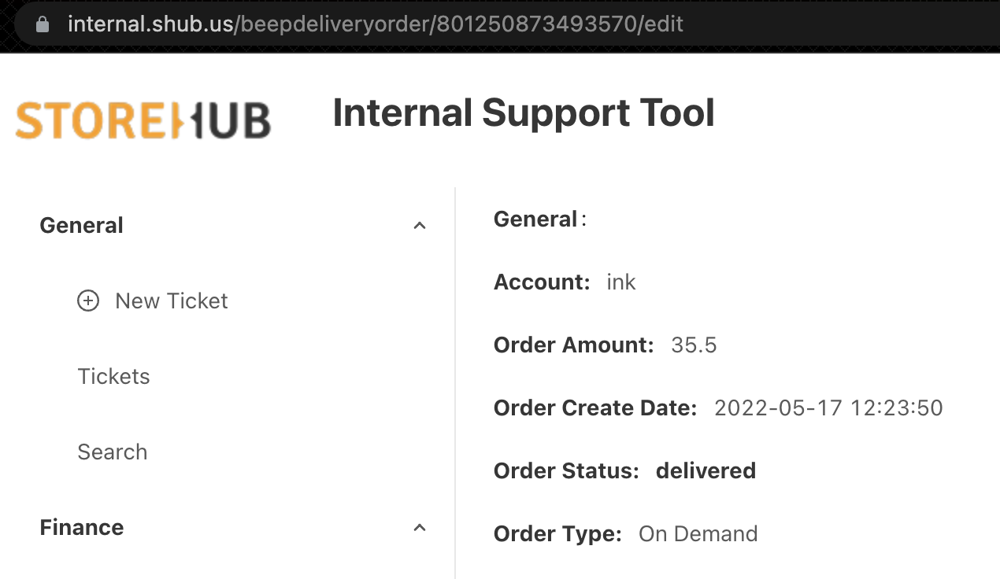 internal.shub.us/beepdeliveryorder/801250873493570/edit
STOREHUB
Internal Support Tool
General
New Ticket
Tickets
Search
Finance
General:
Account: ink
Order Amount: 35.5
Order Create Date: 2022-05-17 12:23:50
Order Status: delivered
Order Type: On Demand